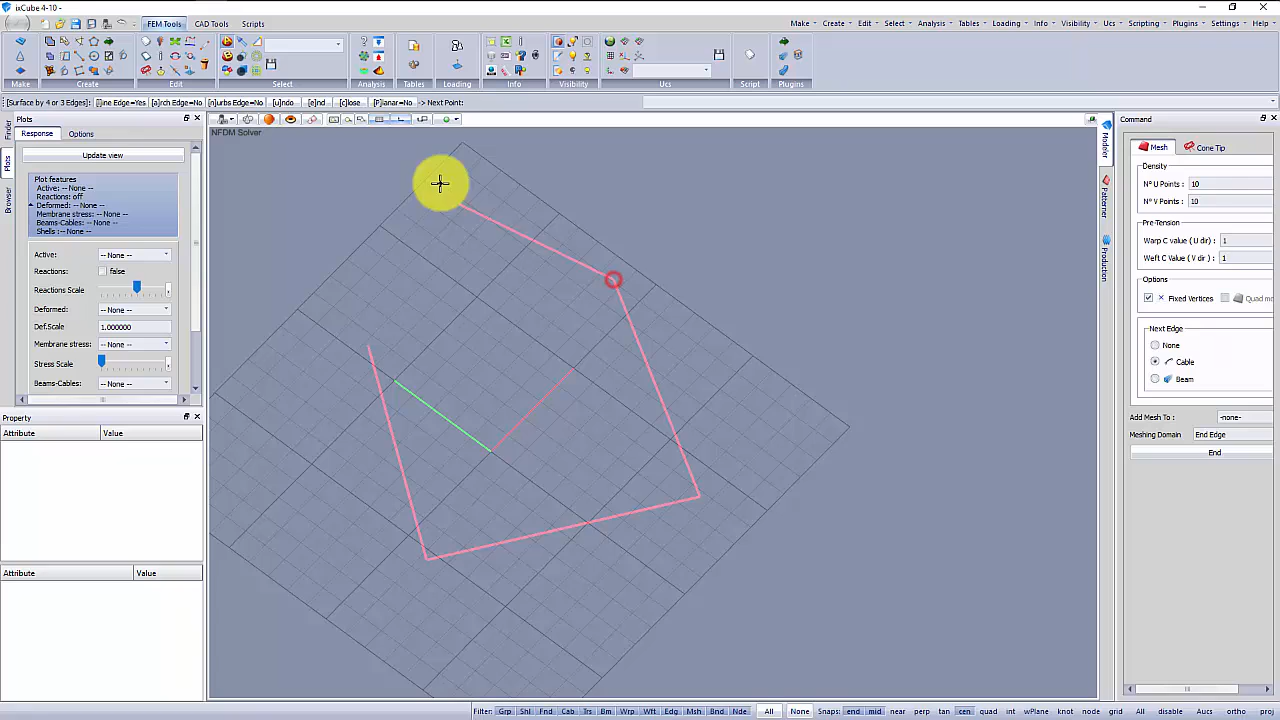 ixCube 4-10 -
FEM Tools CAD Tools Scripts
Make Create Edit Select Analysis Tables Loading Info Visibility Ucs Scripting Plugins Settings Help
Make Create Edit Select Analysis Tables Loading Info Visibility Ucs Script Plugins
[Surface by 4 or 3 Edges]: [l]ine Edge=Yes [a]rch Edge=No [n]urbs Edge=No [u]ndo [e]nd [c]lose [P]lanar=No -> Next Point:
Plots
Response Options
Update view
Plot features
Active: -- None --
Reactions: off
Deformed: -- None --
Membrane stress: -- None --
Beams-Cables: -- None --
Shells: -- None --
Active: -- None --
Reactions: false
Reactions Scale
Deformed: -- None --
Def.Scale 1.000000
Membrane stress: -- None --
Stress Scale
Beams-Cables: -- None --
Property
Attribute Value
Attribute Value
Finder
Plots
Browser
NFDM Solver
Modeler
Patterner
Production
Command
Mesh Cone Tip
Density
N° U Points: 10
N° V Points: 10
Pre-Tension
Warp C value ( U dir) : 1
Weft C Value ( V dir) : 1
Options
Fixed Vertices Quad
Next Edge
None
Cable
Beam
Add Mesh To: -none-
Meshing Domain End Edge
End
Filter: Grp Shl Fnd Cab Trs Bm Wrp Wft Edg Msh Bnd Nde All None Snaps: end mid near perp tan cen quad int wPlane knot node grid All disable Aucs ortho proj